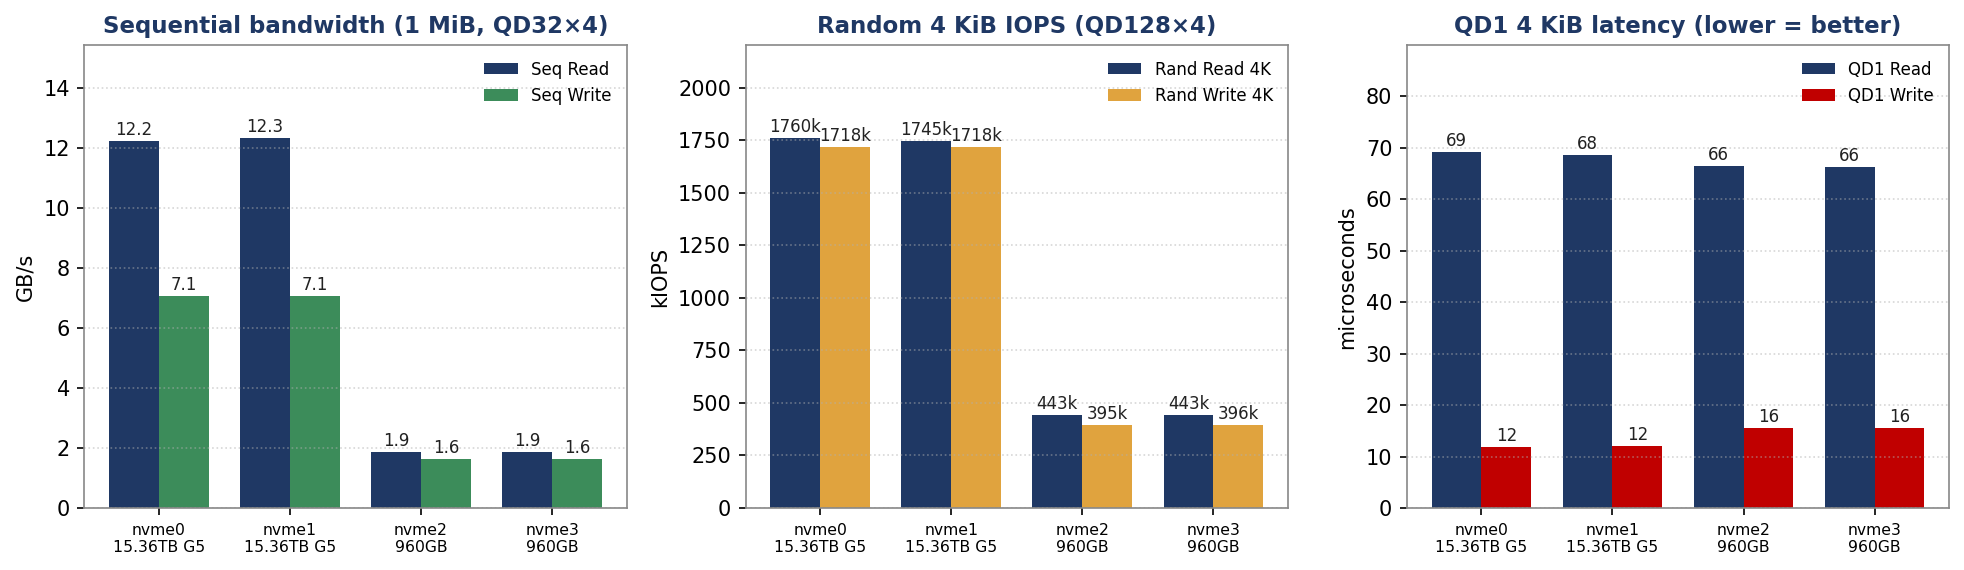 Sequential bandwidth (1 MiB, QD32×4)
GB/s
14
12
10
8
6
4
2
0
Seq Read
Seq Write
12.2
7.1
12.3
7.1
1.9
1.6
1.9
1.6
nvme0
15.36TB G5
nvme1
15.36TB G5
nvme2
960GB
nvme3
960GB
Random 4 KiB IOPS (QD128×4)
kIOPS
2000
1750
1500
1250
1000
750
500
250
0
Rand Read 4K
Rand Write 4K
1760k
1718k
1745k
1718k
443k
395k
443k
396k
nvme0
15.36TB G5
nvme1
15.36TB G5
nvme2
960GB
nvme3
960GB
QD1 4 KiB latency (lower = better)
microseconds
80
70
60
50
40
30
20
10
0
QD1 Read
QD1 Write
69
12
68
12
66
16
66
16
nvme0
15.36TB G5
nvme1
15.36TB G5
nvme2
960GB
nvme3
960GB